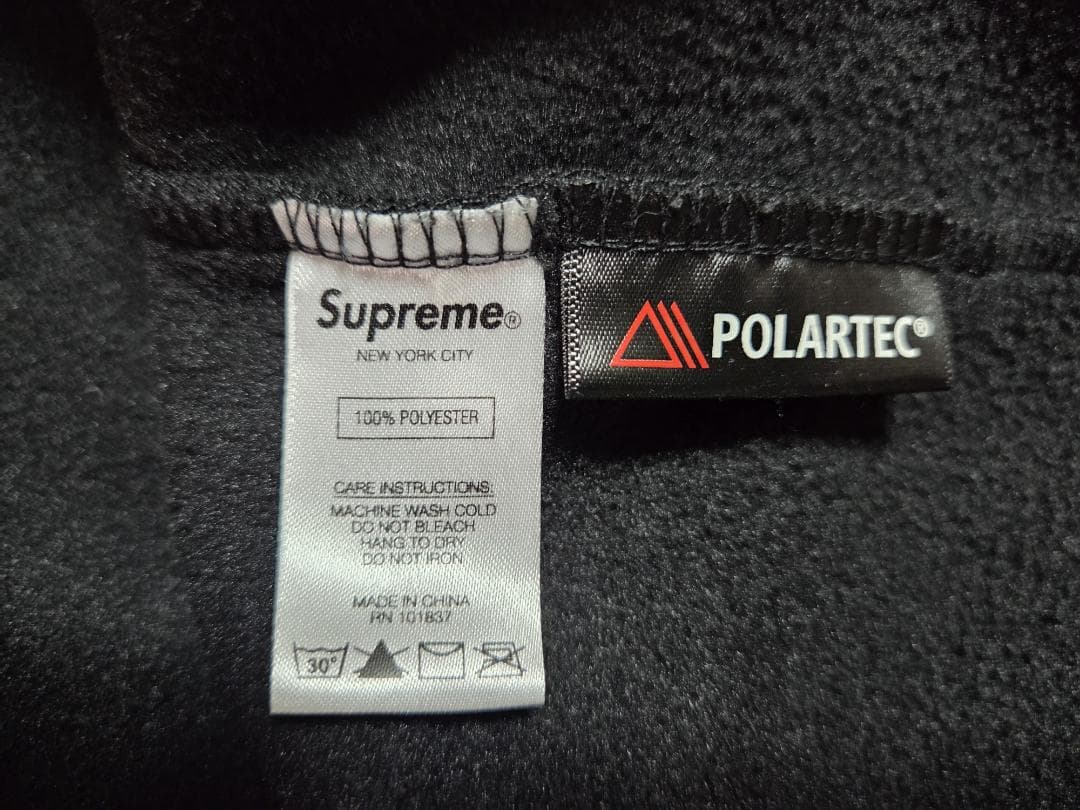 Supreme®
NEW YORK CITY
100% POLYESTER
CARE INSTRUCTIONS:
MACHINE WASH COLD
DO NOT BLEACH
HANG TO DRY
DO NOT IRON
MADE IN CHINA
RN 101837
30°
POLARTEC®